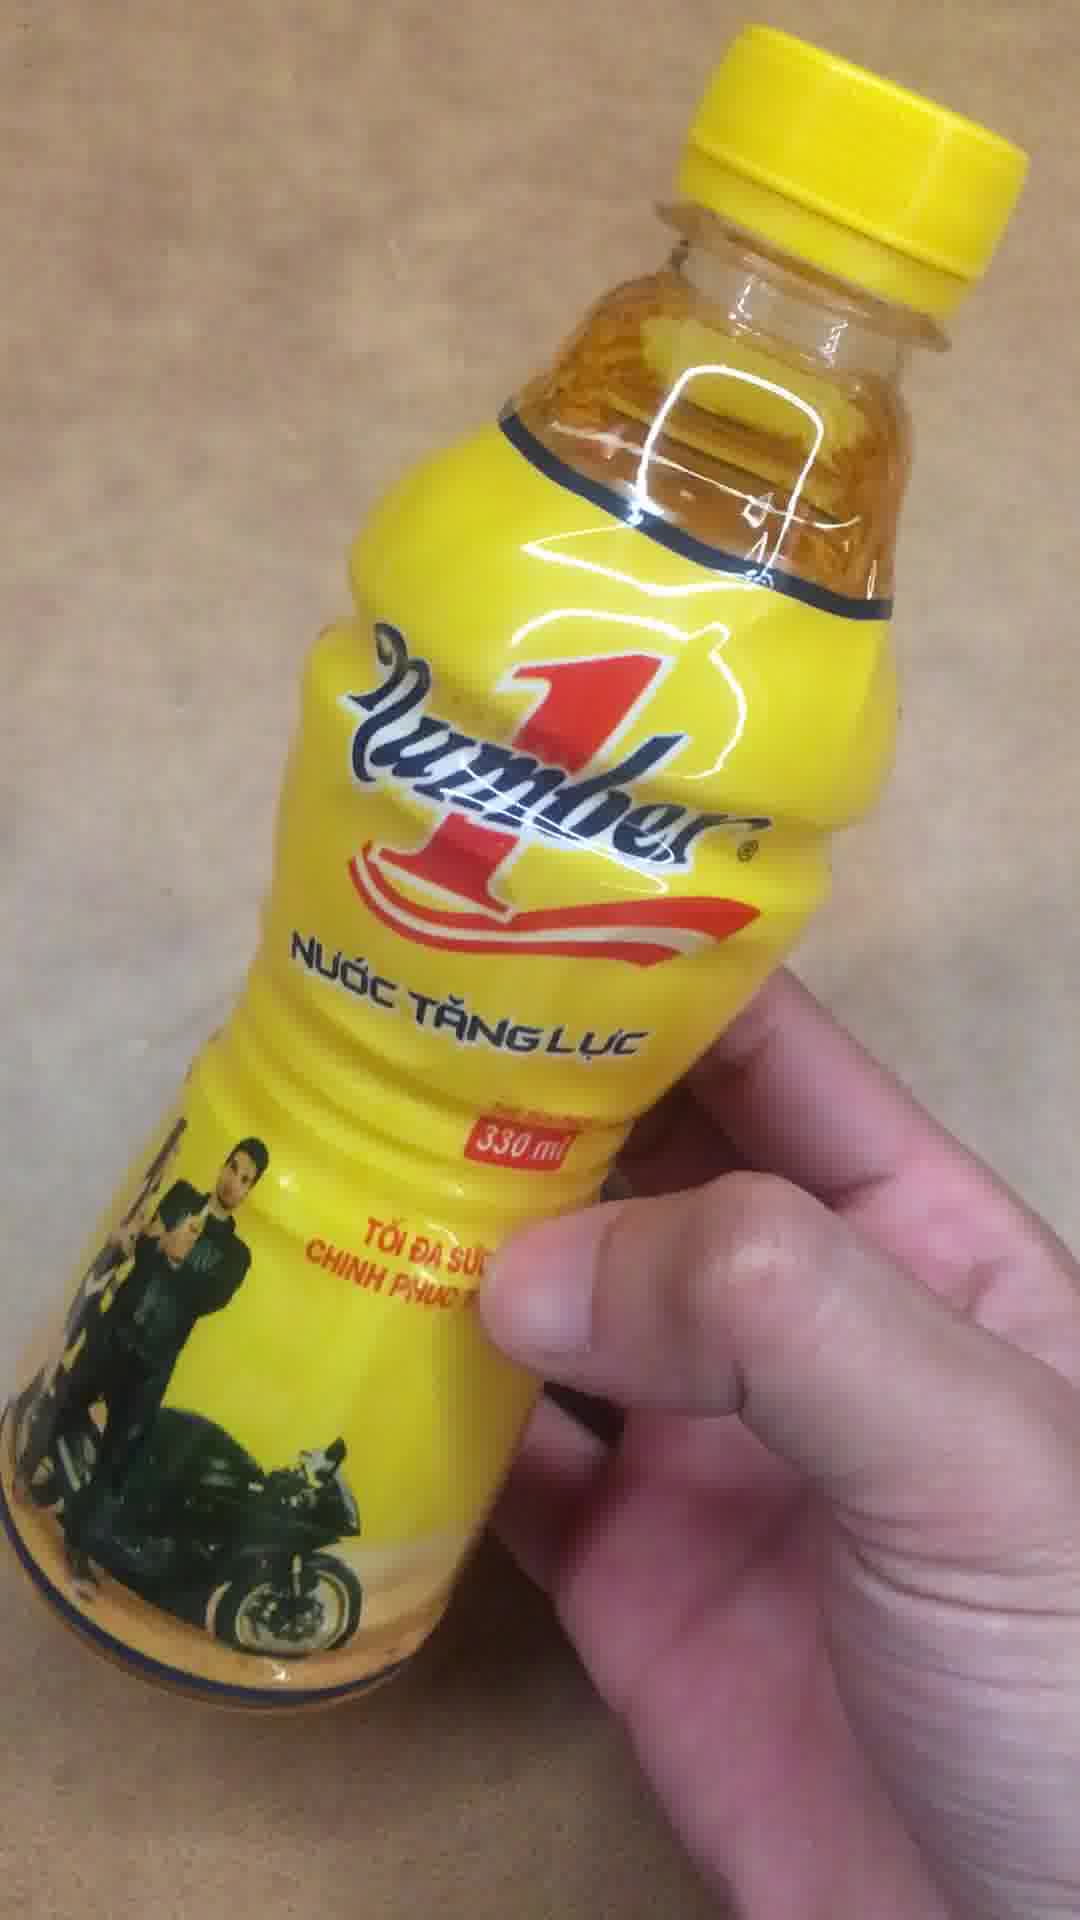 Number 1®
NƯỚC TĂNG LỰC
330 ml
TỐI ĐA SỨC
CHINH PHỤC